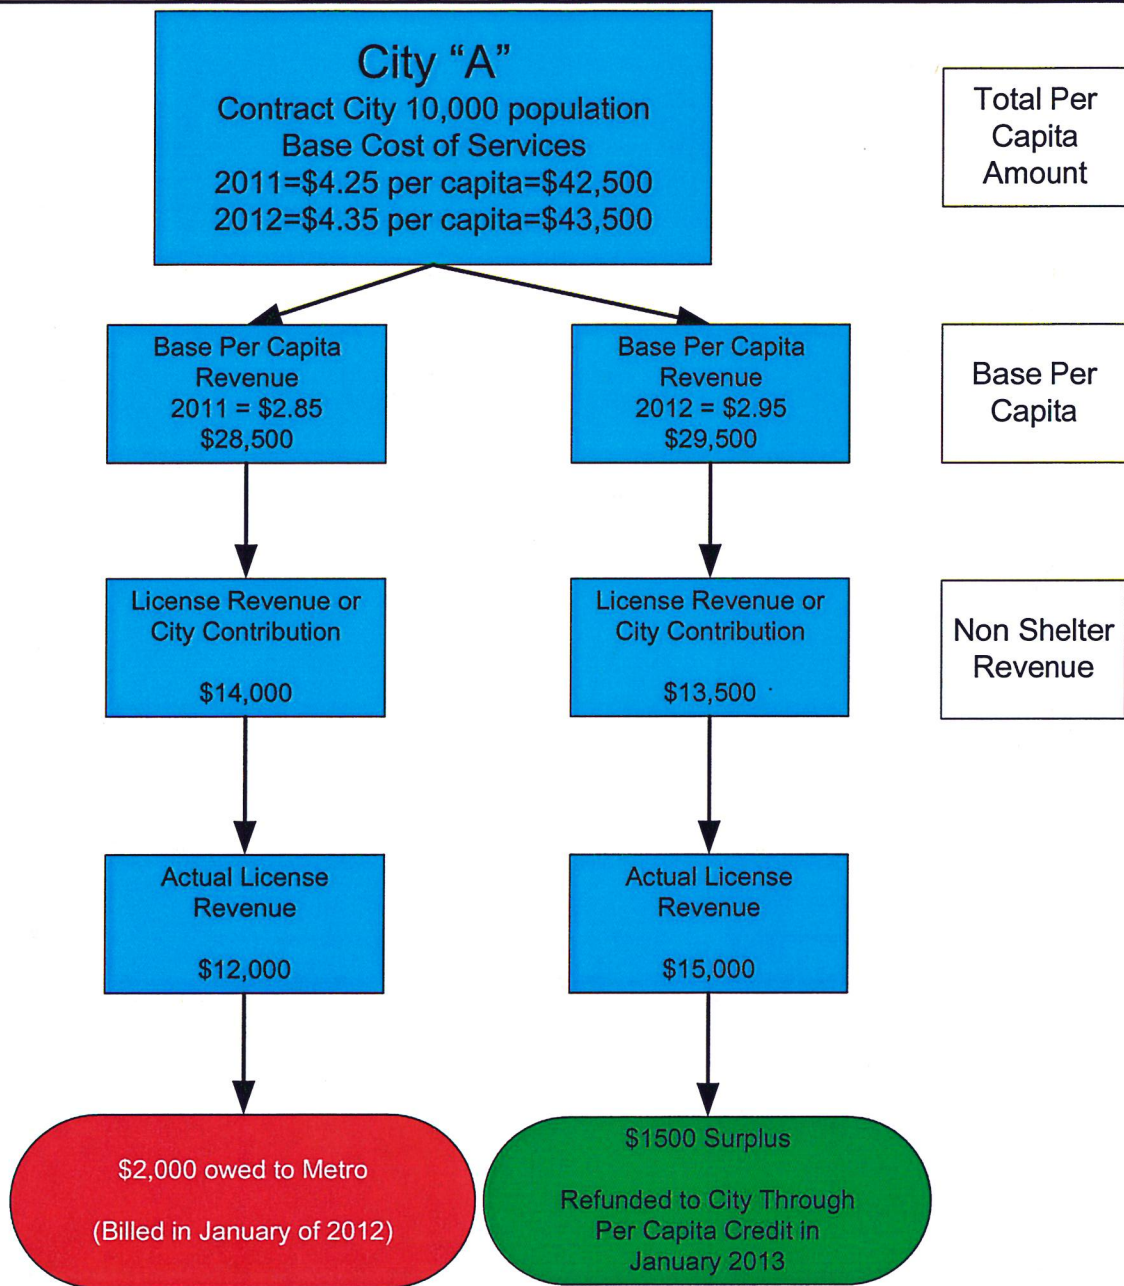 City “A”
Contract City 10,000 population
Base Cost of Services
2011=$4.25 per capita=$42,500
2012=$4.35 per capita=$43,500
Total Per
Capita
Amount
Base Per Capita
Revenue
2011 = $2.85
$28,500
Base Per Capita
Revenue
2012 = $2.95
$29,500
Base Per
Capita
License Revenue or
City Contribution
$14,000
License Revenue or
City Contribution
$13,500
Non Shelter
Revenue
Actual License
Revenue
$12,000
Actual License
Revenue
$15,000
$2,000 owed to Metro
(Billed in January of 2012)
$1500 Surplus
Refunded to City Through
Per Capita Credit in
January 2013